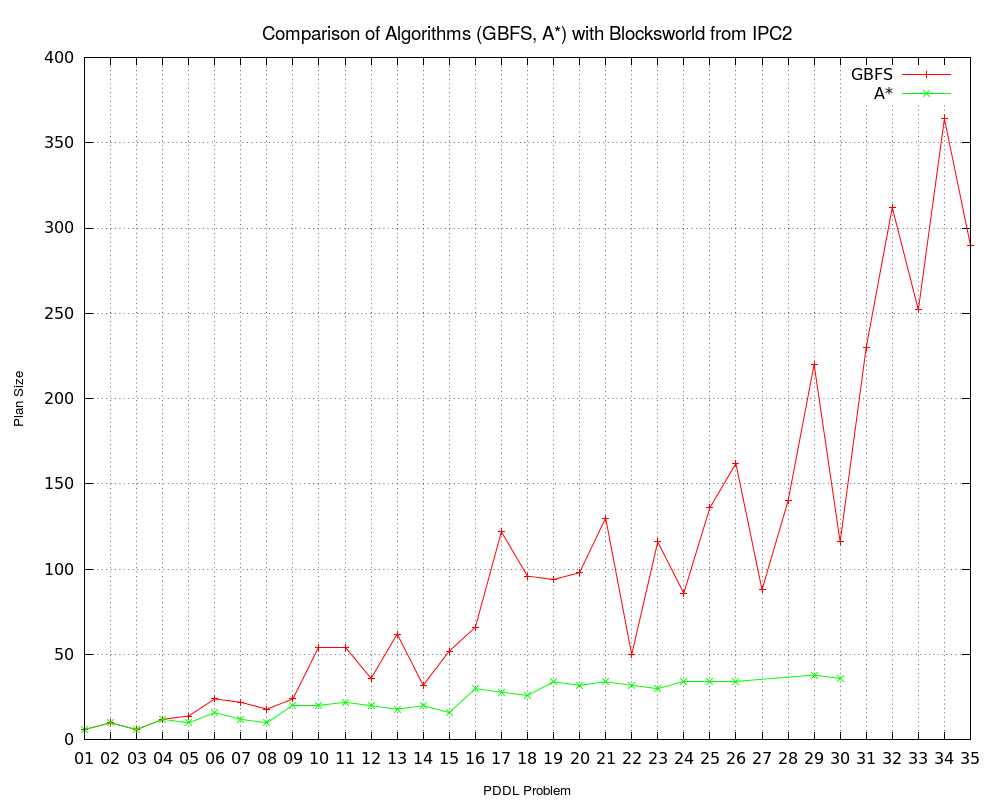 Comparison of Algorithms (GBFS, A*) with Blocksworld from IPC2
400
350
300
250
200
150
100
50
0
GBFS
A*
Plan Size
01 02 03 04 05 06 07 08 09 10 11 12 13 14 15 16 17 18 19 20 21 22 23 24 25 26 27 28 29 30 31 32 33 34 35
PDDL Problem